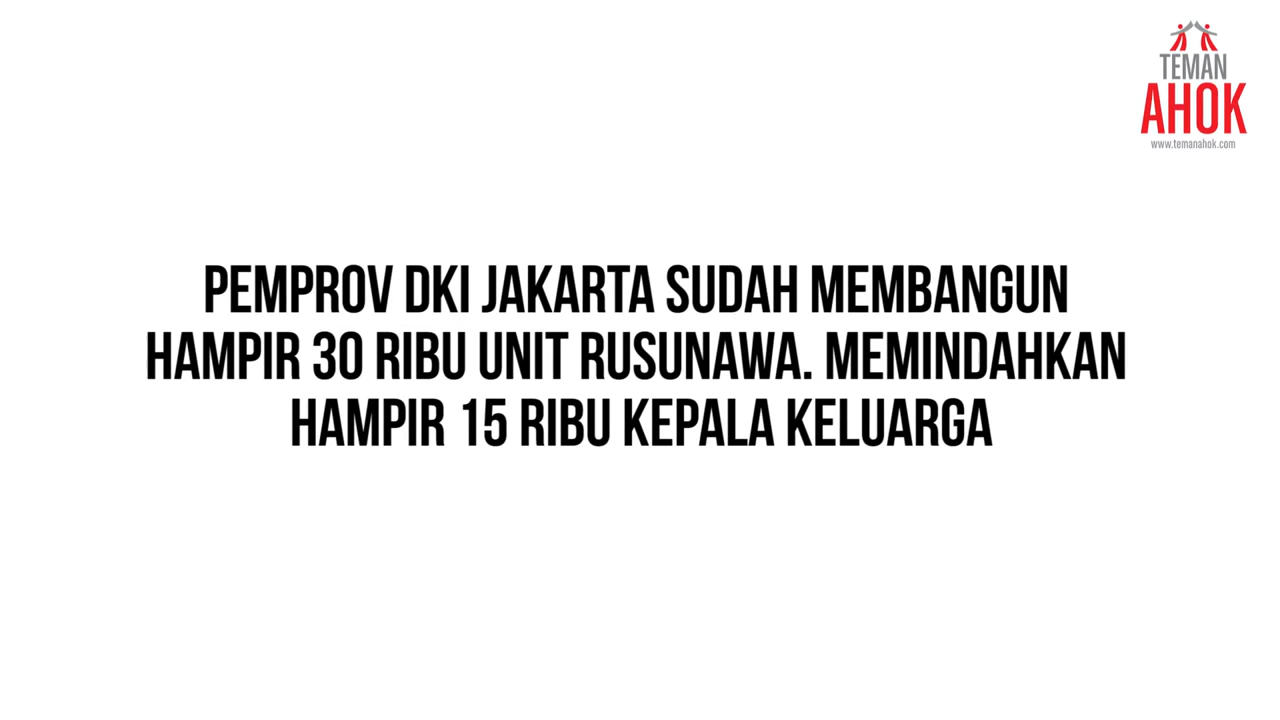 TEMAN
AHOK
www.temanahok.com
PEMPROV DKI JAKARTA SUDAH MEMBANGUN
HAMPIR 30 RIBU UNIT RUSUNAWA. MEMINDAHKAN
HAMPIR 15 RIBU KEPALA KELUARGA